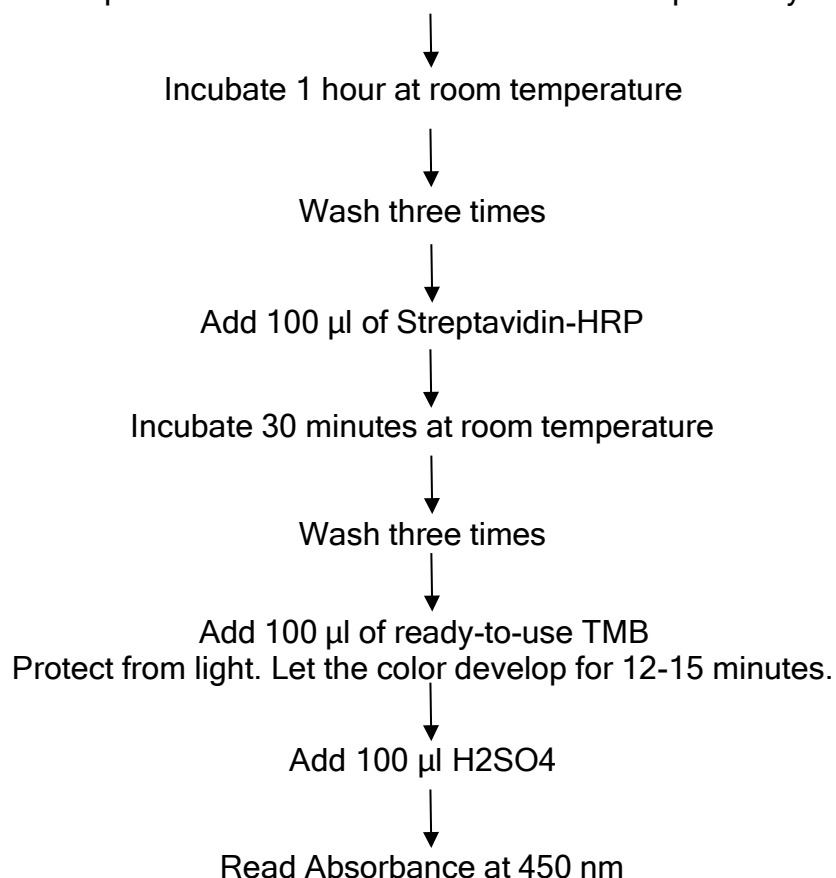 Incubate 1 hour at room temperature
Wash three times
Add 100 µl of Streptavidin-HRP
Incubate 30 minutes at room temperature
Wash three times
Add 100 µl of ready-to-use TMB
Protect from light. Let the color develop for 12-15 minutes.
Add 100 µl H2SO4
Read Absorbance at 450 nm